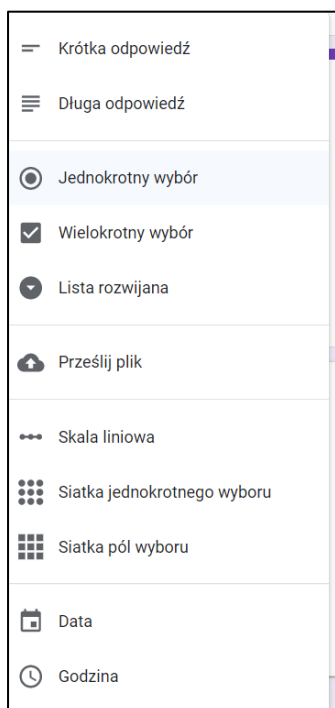 Krótka odpowiedź
Długa odpowiedź
Jednokrotny wybór
Wielokrotny wybór
Lista rozwijana
Prześlij plik
Skala liniowa
Siatka jednokrotnego wyboru
Siatka pól wyboru
Data
Godzina